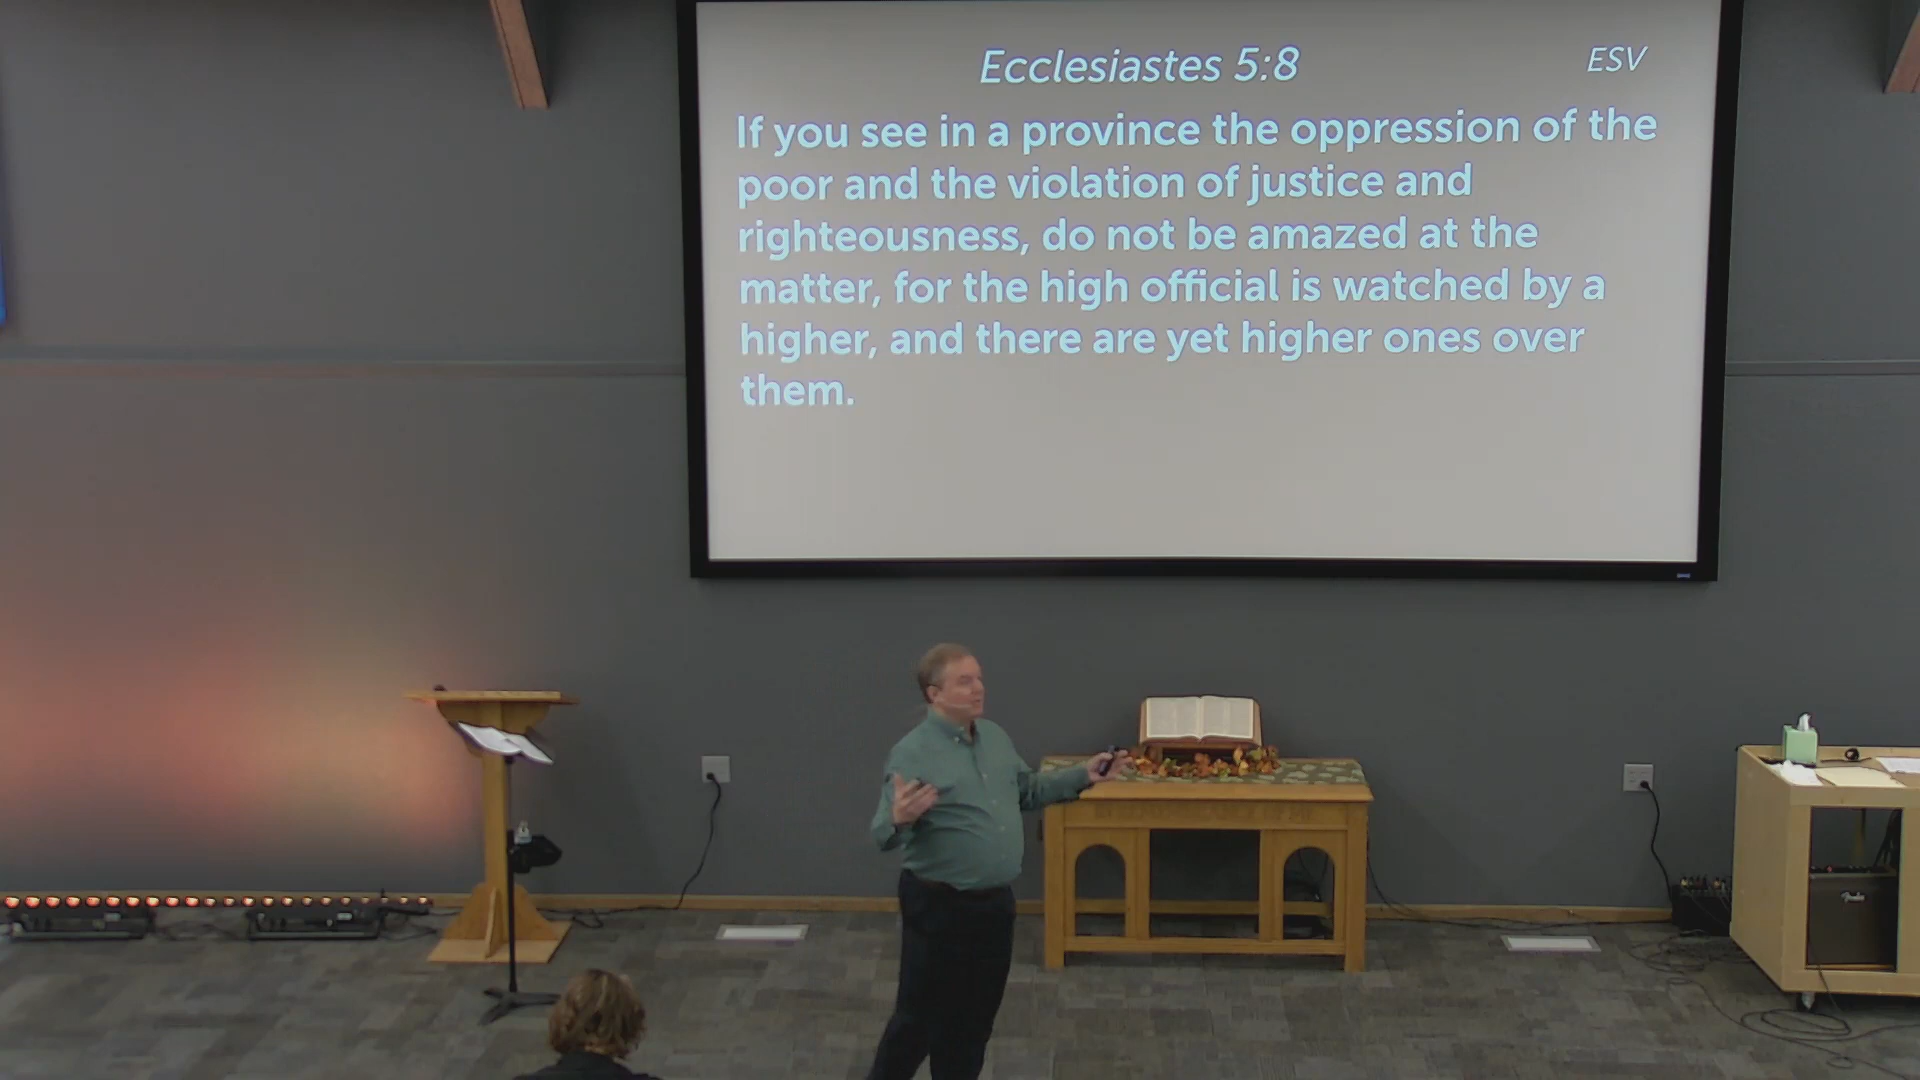 Ecclesiastes 5:8
ESV
If you see in a province the oppression of the
poor and the violation of justice and
righteousness, do not be amazed at the
matter, for the high official is watched by a
higher, and there are yet higher ones over
them.